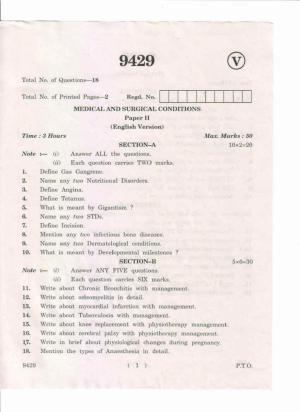 9429
V
Total No. of Questions—18
Total No. of Printed Pages—2 Regd. No.
MEDICAL AND SURGICAL CONDITIONS
Paper II
(English Version)
Time : 3 Hours Max. Marks : 50
SECTION—A 10×2=20
Note :— (i) Answer ALL the questions.
(ii) Each question carries TWO marks.
1. Define Gas Gangrene.
2. Name any two Nutritional Disorders.
3. Define Angina.
4. Define Tetanus.
5. What is meant by Gigantism ?
6. Name any two STDs.
7. Define Incision.
8. Mention any two infectious bone diseases.
9. Name any two Dermatological conditions.
10. What is meant by Developmental milestones ?
SECTION—B 5×6=30
Note :— (i) Answer ANY FIVE questions.
(ii) Each question carries SIX marks.
11. Write about Chronic Bronchitis with management.
12. Write about osteomyelitis in detail.
13. Write about myocardial infarction with management.
14. Write about Tuberculosis with management.
15. Write about knee replacement with physiotherapy management.
16. Write about cerebral palsy with physiotherapy management.
17. Write in brief about physiological changes during pregnancy.
18. Mention the types of Anaesthesia in detail.
9429 ( 1 ) P.T.O.